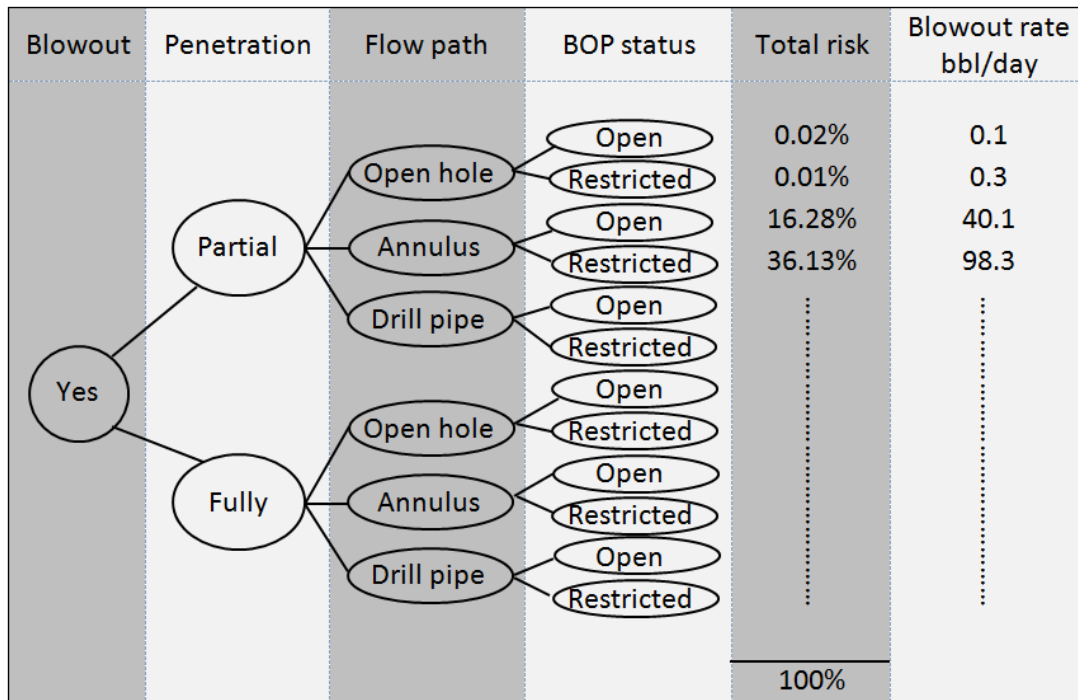 Blowout Penetration Flow path BOP status Total risk Blowout rate
bbl/day
Open 0.02% 0.1
Open hole
Restricted 0.01% 0.3
Open 16.28% 40.1
Partial Annulus
Restricted 36.13% 98.3
Open
Drill pipe
Restricted
Yes
Open
Open hole
Restricted
Open
Fully Annulus
Restricted
Open
Drill pipe
Restricted
100%